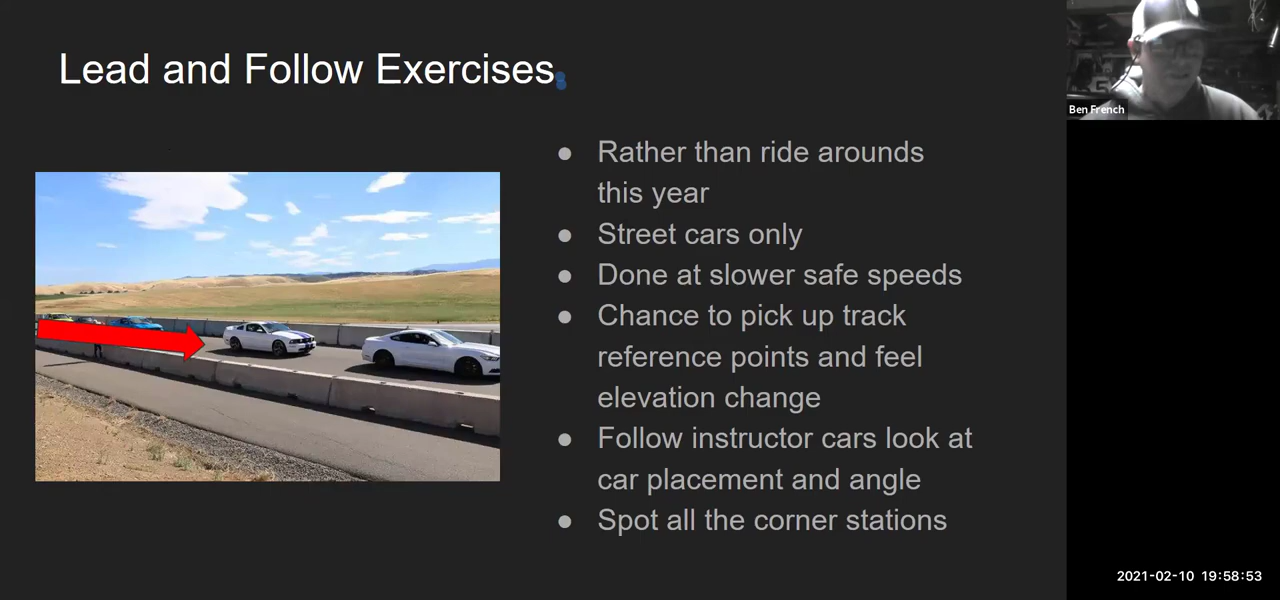 Lead and Follow Exercises
Ben French
● Rather than ride arounds
this year
● Street cars only
● Done at slower safe speeds
● Chance to pick up track
reference points and feel
elevation change
● Follow instructor cars look at
car placement and angle
● Spot all the corner stations
2021-02-10 19:58:53